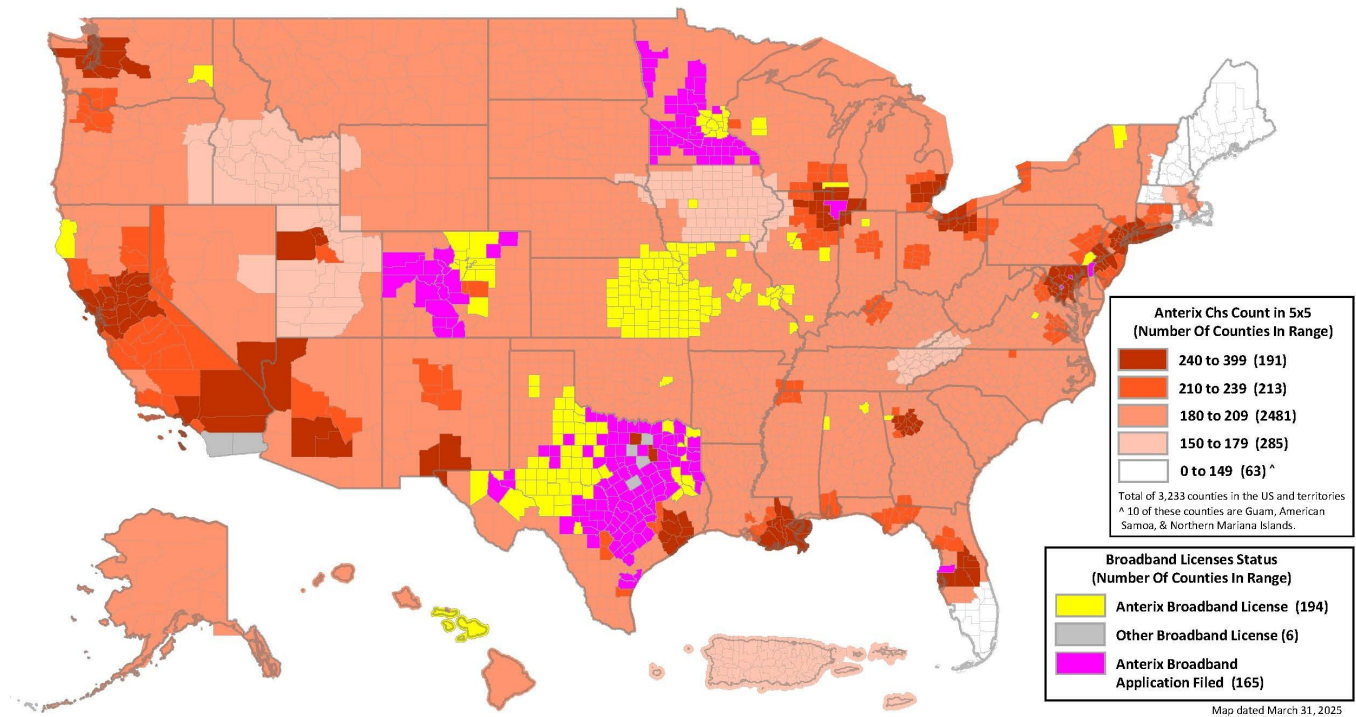 Anterix Chs Count in 5x5
(Number Of Counties In Range)
240 to 399 (191)
210 to 239 (213)
180 to 209 (2481)
150 to 179 (285)
0 to 149 (63) ^
Total of 3,233 counties in the US and territories
^ 10 of these counties are Guam, American
Samoa, & Northern Mariana Islands.
Broadband Licenses Status
(Number Of Counties In Range)
Anterix Broadband License (194)
Other Broadband License (6)
Anterix Broadband
Application Filed (165)
Map dated March 31, 2025